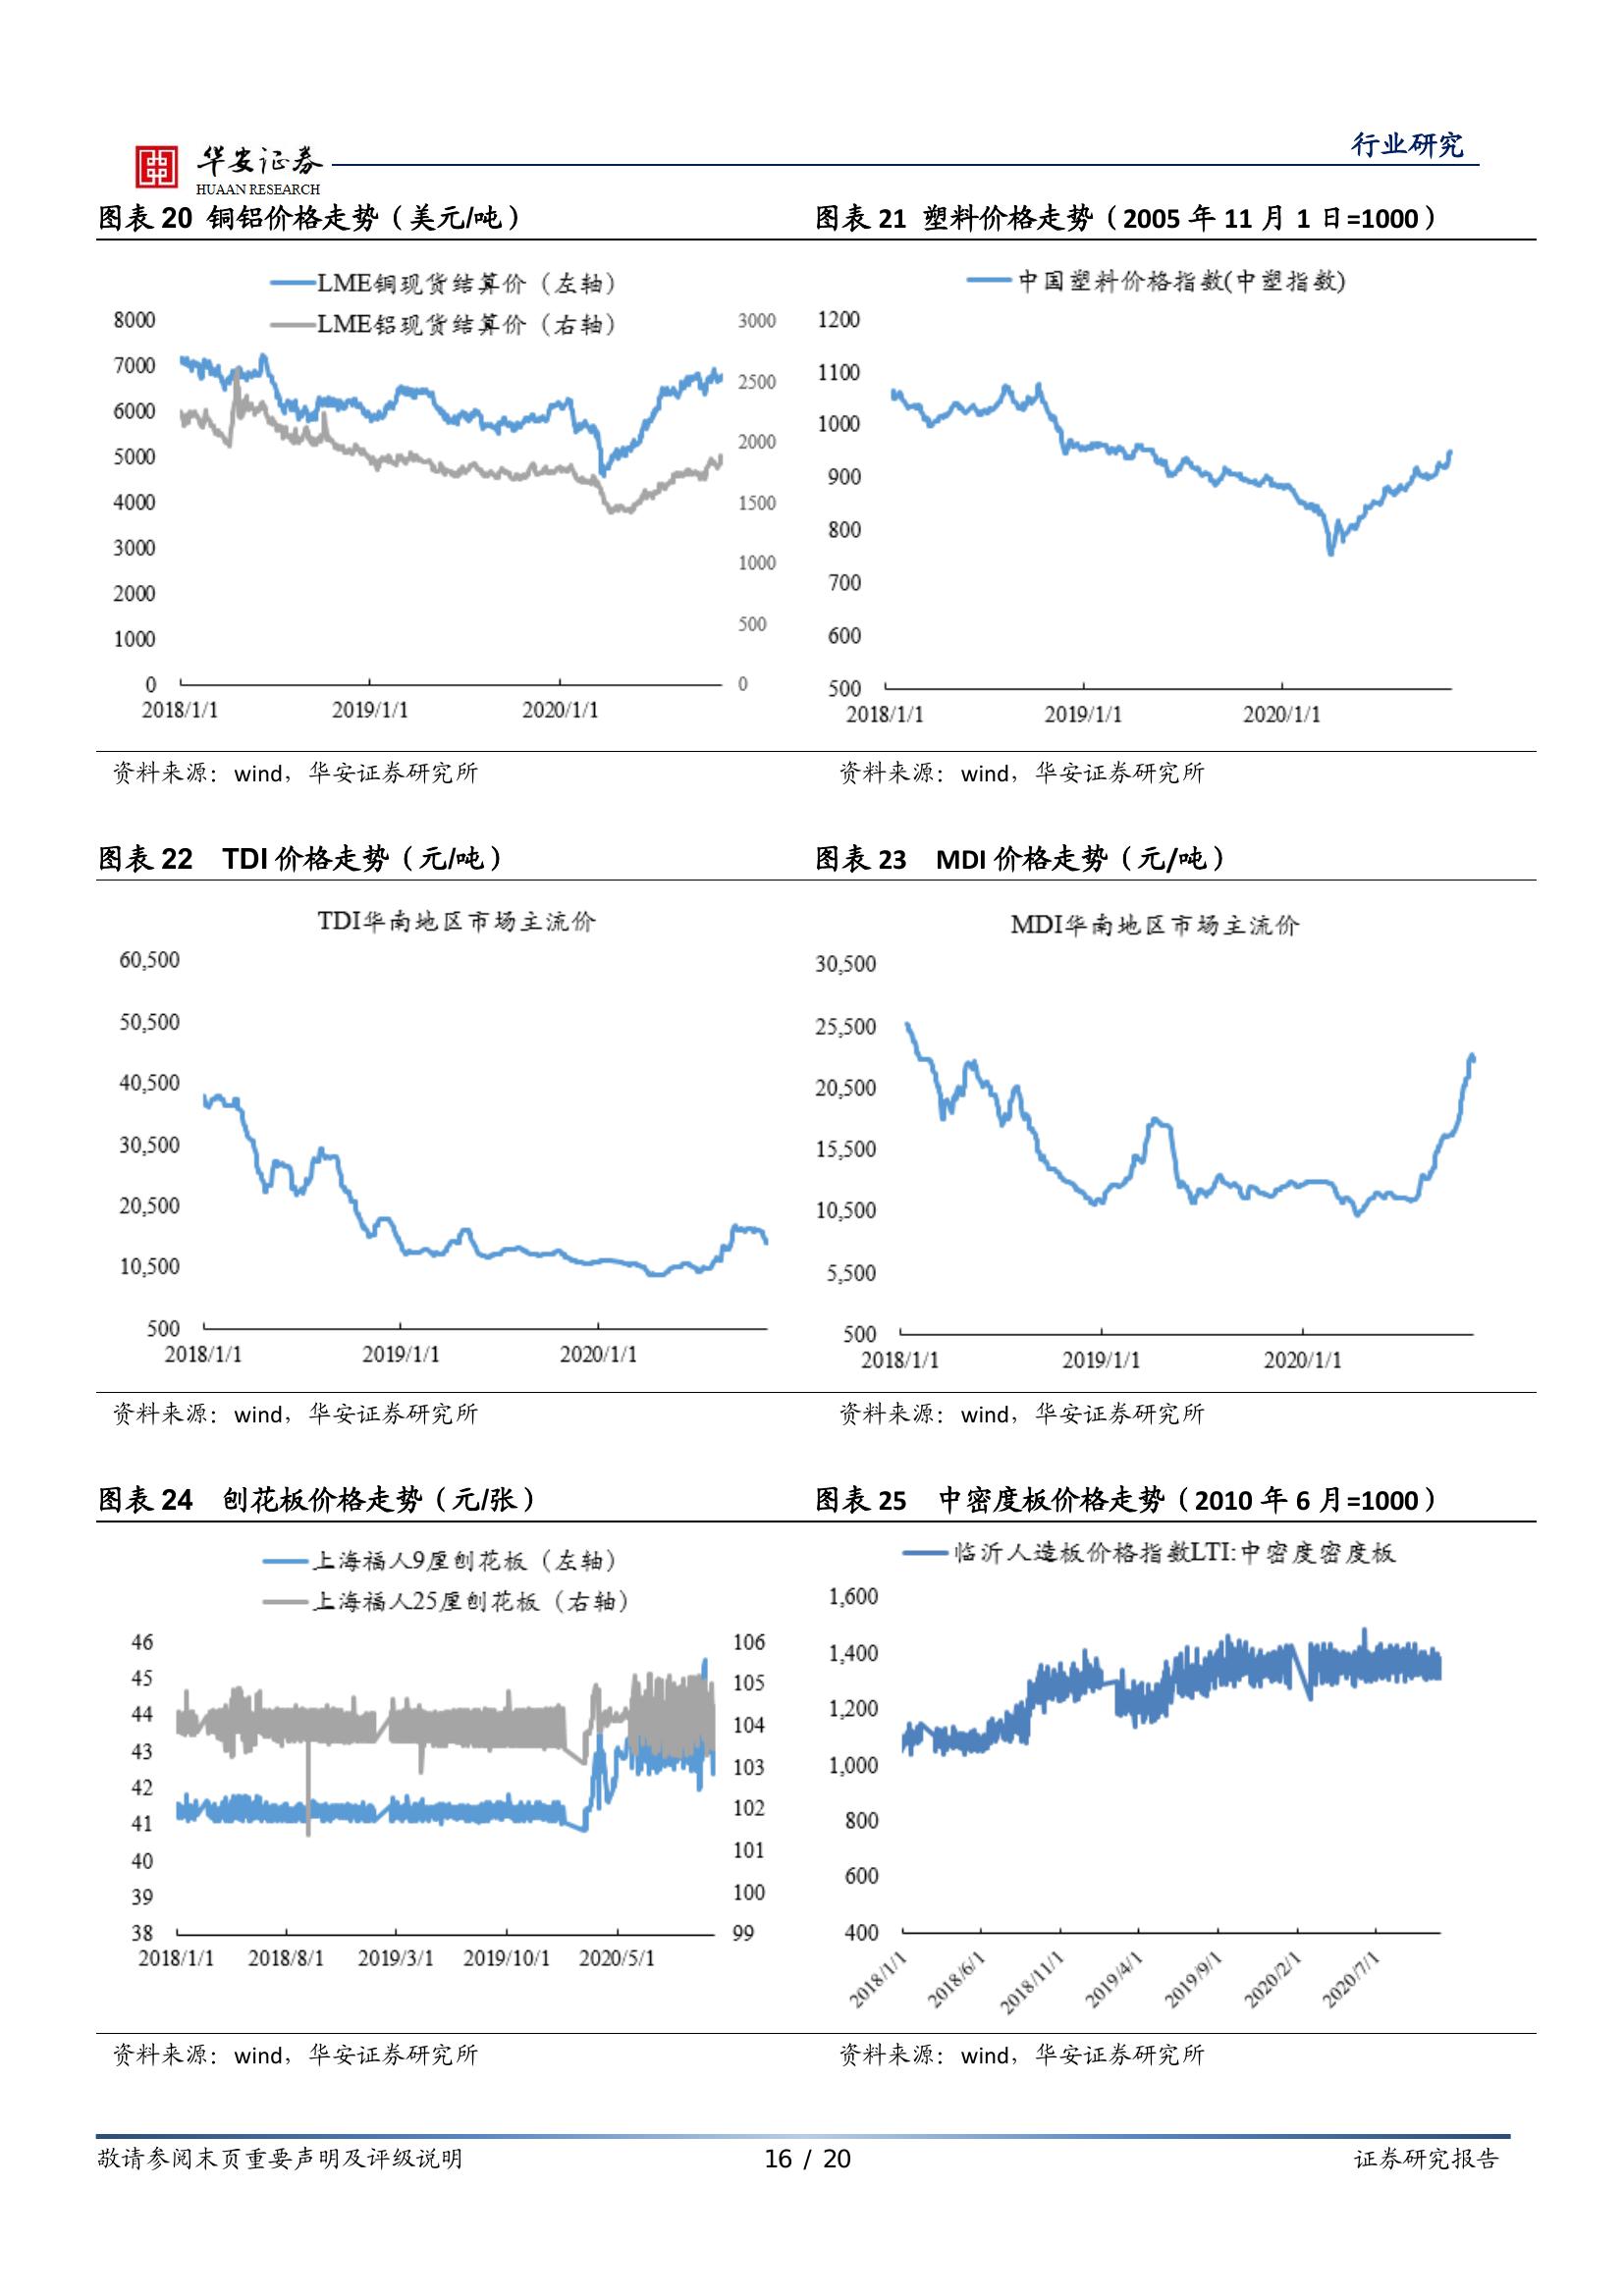 行业研究
华安证券
HUAAN RESEARCH
图表 20 铜铝价格走势（美元/吨）
LME铜现货结算价（左轴）
LME铝现货结算价（右轴）
8000
7000
6000
5000
4000
3000
2000
1000
0
3000
2500
2000
1500
1000
500
0
2018/1/1 2019/1/1 2020/1/1
资料来源：wind，华安证券研究所
图表 21 塑料价格走势（2005 年 11 月 1 日=1000）
中国塑料价格指数(中塑指数)
1200
1100
1000
900
800
700
600
500
2018/1/1 2019/1/1 2020/1/1
资料来源：wind，华安证券研究所
图表 22 TDI 价格走势（元/吨）
TDI华南地区市场主流价
60,500
50,500
40,500
30,500
20,500
10,500
500
2018/1/1 2019/1/1 2020/1/1
资料来源：wind，华安证券研究所
图表 23 MDI 价格走势（元/吨）
MDI华南地区市场主流价
30,500
25,500
20,500
15,500
10,500
5,500
500
2018/1/1 2019/1/1 2020/1/1
资料来源：wind，华安证券研究所
图表 24 刨花板价格走势（元/张）
上海福人9厘刨花板（左轴）
上海福人25厘刨花板（右轴）
46
45
44
43
42
41
40
39
38
106
105
104
103
102
101
100
99
2018/1/1 2018/8/1 2019/3/1 2019/10/1 2020/5/1
资料来源：wind，华安证券研究所
图表 25 中密度板价格走势（2010 年 6 月=1000）
临沂人造板价格指数LTI:中密度密度板
1,600
1,400
1,200
1,000
800
600
400
2018/1/1 2018/6/1 2018/11/1 2019/4/1 2019/9/1 2020/2/1 2020/7/1
资料来源：wind，华安证券研究所
敬请参阅末页重要声明及评级说明 16 / 20 证券研究报告